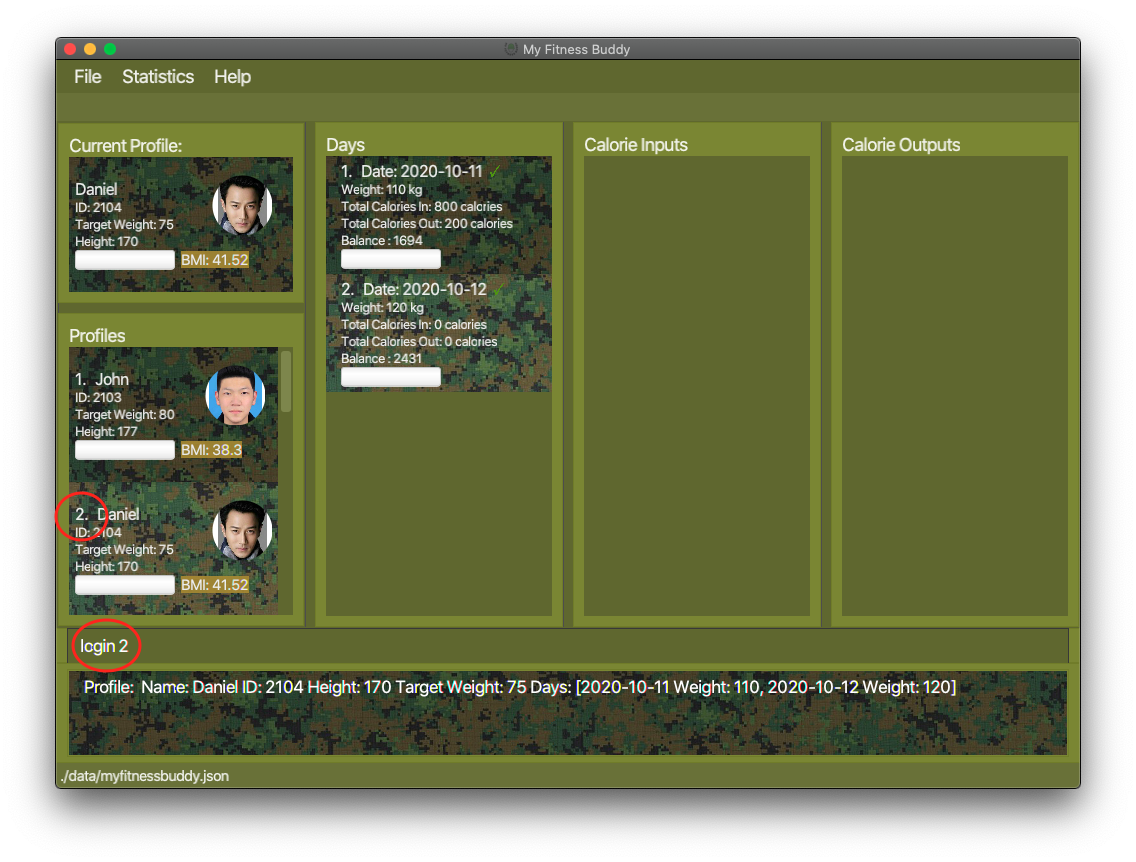 My Fitness Buddy
File Statistics Help
Current Profile:
Daniel
ID: 2104
Target Weight: 75
Height: 170
BMI: 41.52
Profiles
1. John
ID: 2103
Target Weight: 80
Height: 177
BMI: 38.3
2. Daniel
ID: 2104
Target Weight: 75
Height: 170
BMI: 41.52
Days
1. Date: 2020-10-11 ✓
Weight: 110 kg
Total Calories In: 800 calories
Total Calories Out: 200 calories
Balance : 1694
2. Date: 2020-10-12 ✓
Weight: 120 kg
Total Calories In: 0 calories
Total Calories Out: 0 calories
Balance : 2431
Calorie Inputs
Calorie Outputs
lcgin 2
Profile: Name: Daniel ID: 2104 Height: 170 Target Weight: 75 Days: [2020-10-11 Weight: 110, 2020-10-12 Weight: 120]
./data/myfitnessbuddy.json